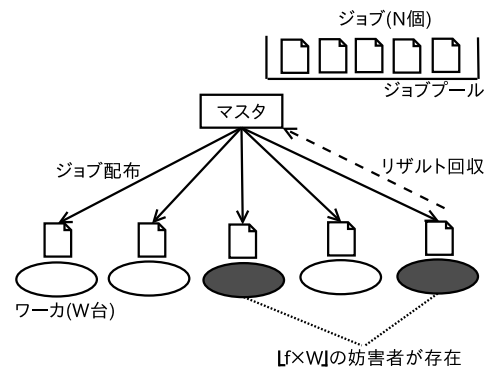 ジョブ(N個)
ジョブプール
マスタ
ジョブ配布
リザルト回収
ワーカ(W台)
⌊f×W⌋の妨害者が存在